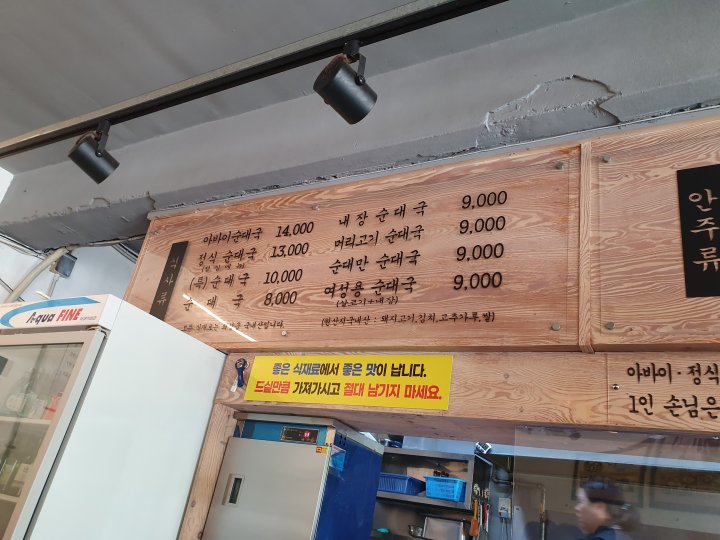 식사류
아바이순대국 14,000
정식 순대국 13,000
(특)순대국 10,000
순 대 국 8,000
내 장 순 대 국 9,000
머리고기 순대국 9,000
순대만 순대국 9,000
여성용 순대국 9,000
(살코기+내장)
(원산지국내산 : 돼지고기,김치,고추가루,쌀)
안주류
Aqua FINE
좋은 식재료에서 좋은 맛이 납니다.
드실만큼 가져가시고 절대 남기지 마세요.
아바이·정식
1인 손님은